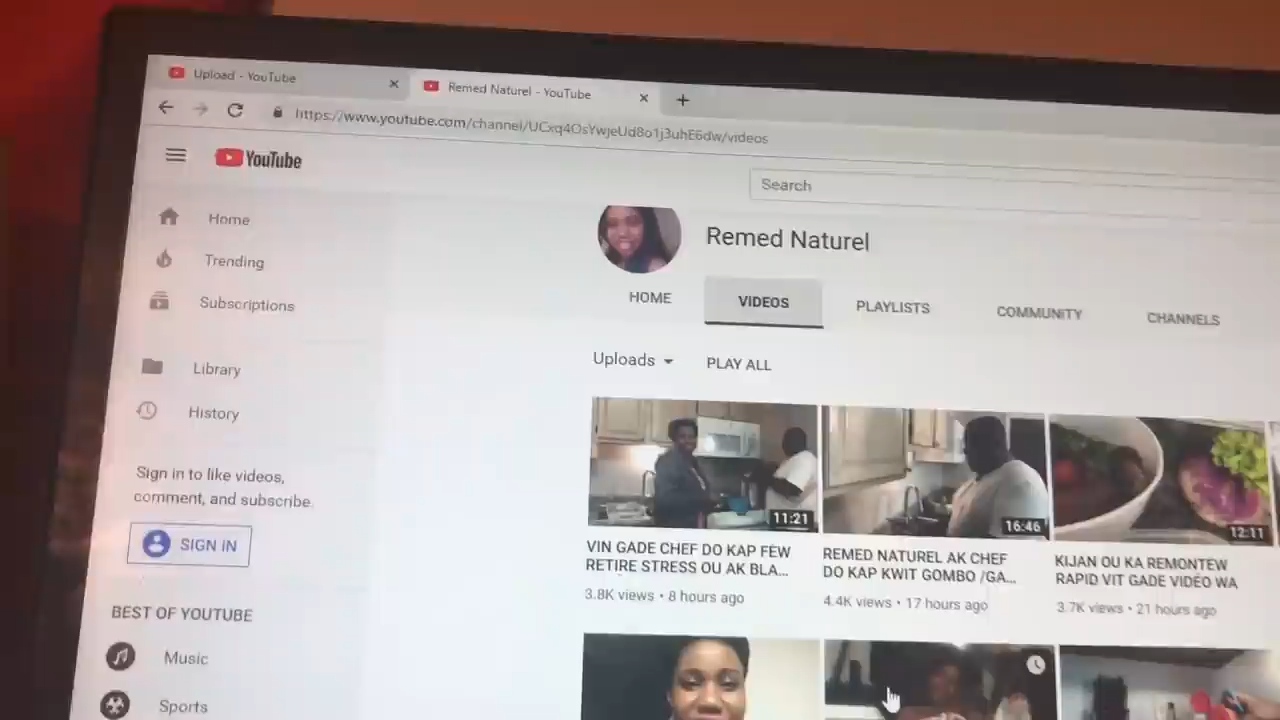 Upload - YouTube
Remed Naturel - YouTube
https://www.youtube.com/channel/UCxq4OsYwjeUd8o1j3uhE6dw/videos
YouTube
Search
Home
Trending
Subscriptions
Library
History
Sign in to like videos,
comment, and subscribe.
SIGN IN
BEST OF YOUTUBE
Music
Sports
Remed Naturel
HOME
VIDEOS
PLAYLISTS
COMMUNITY
CHANNELS
Uploads
PLAY ALL
11:21
VIN GADE CHEF DO KAP FEW
RETIRE STRESS OU AK BLA...
3.8K views • 8 hours ago
16:46
REMED NATUREL AK CHEF
DO KAP KWIT GOMBO /GA...
4.4K views • 17 hours ago
12:11
KIJAN OU KA REMONTEW
RAPID VIT GADE VIDÉO WA
3.7K views • 21 hours ago